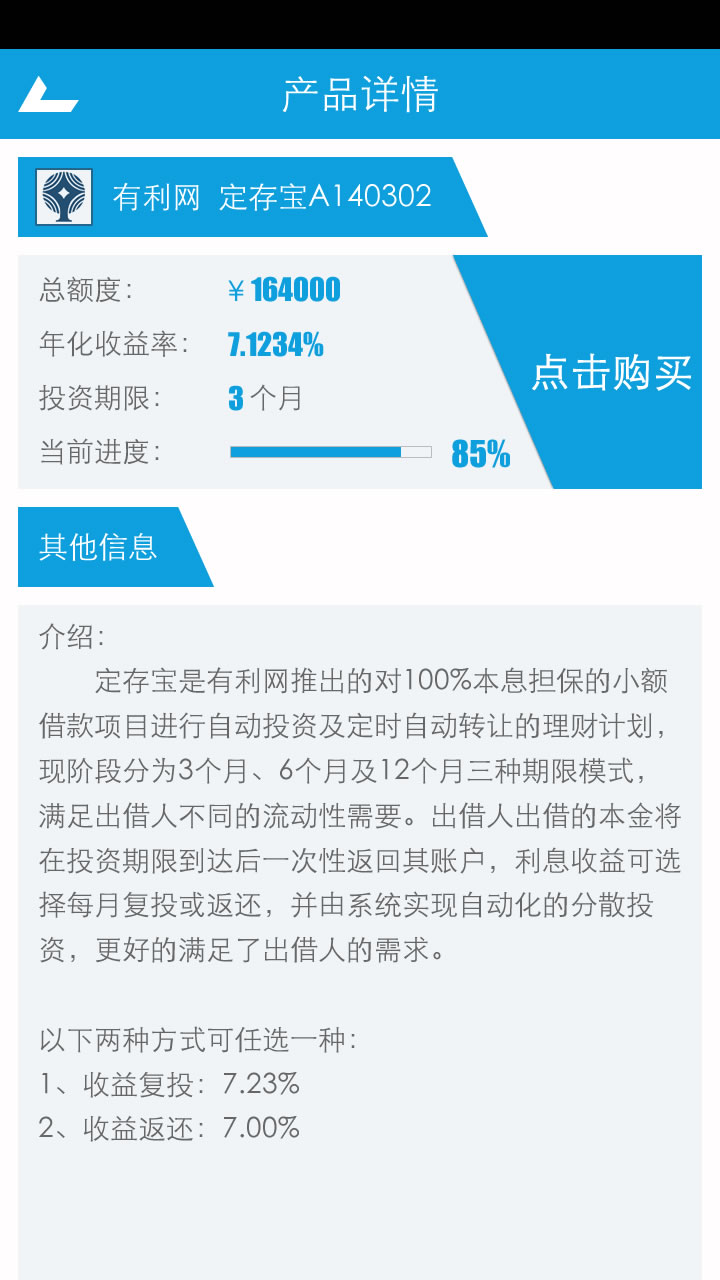 产品详情
有利网 定存宝A140302
总额度：
¥ 164000
年化收益率：
7.1234%
投资期限：
3 个月
当前进度：
85%
点击购买
其他信息
介绍：
定存宝是有利网推出的对100%本息担保的小额
借款项目进行自动投资及定时自动转让的理财计划，
现阶段分为3个月、6个月及12个月三种期限模式，
满足出借人不同的流动性需要。出借人出借的本金将
在投资期限到达后一次性返回其账户，利息收益可选
择每月复投或返还，并由系统实现自动化的分散投
资，更好的满足了出借人的需求。
以下两种方式可任选一种：
1、收益复投：7.23%
2、收益返还：7.00%